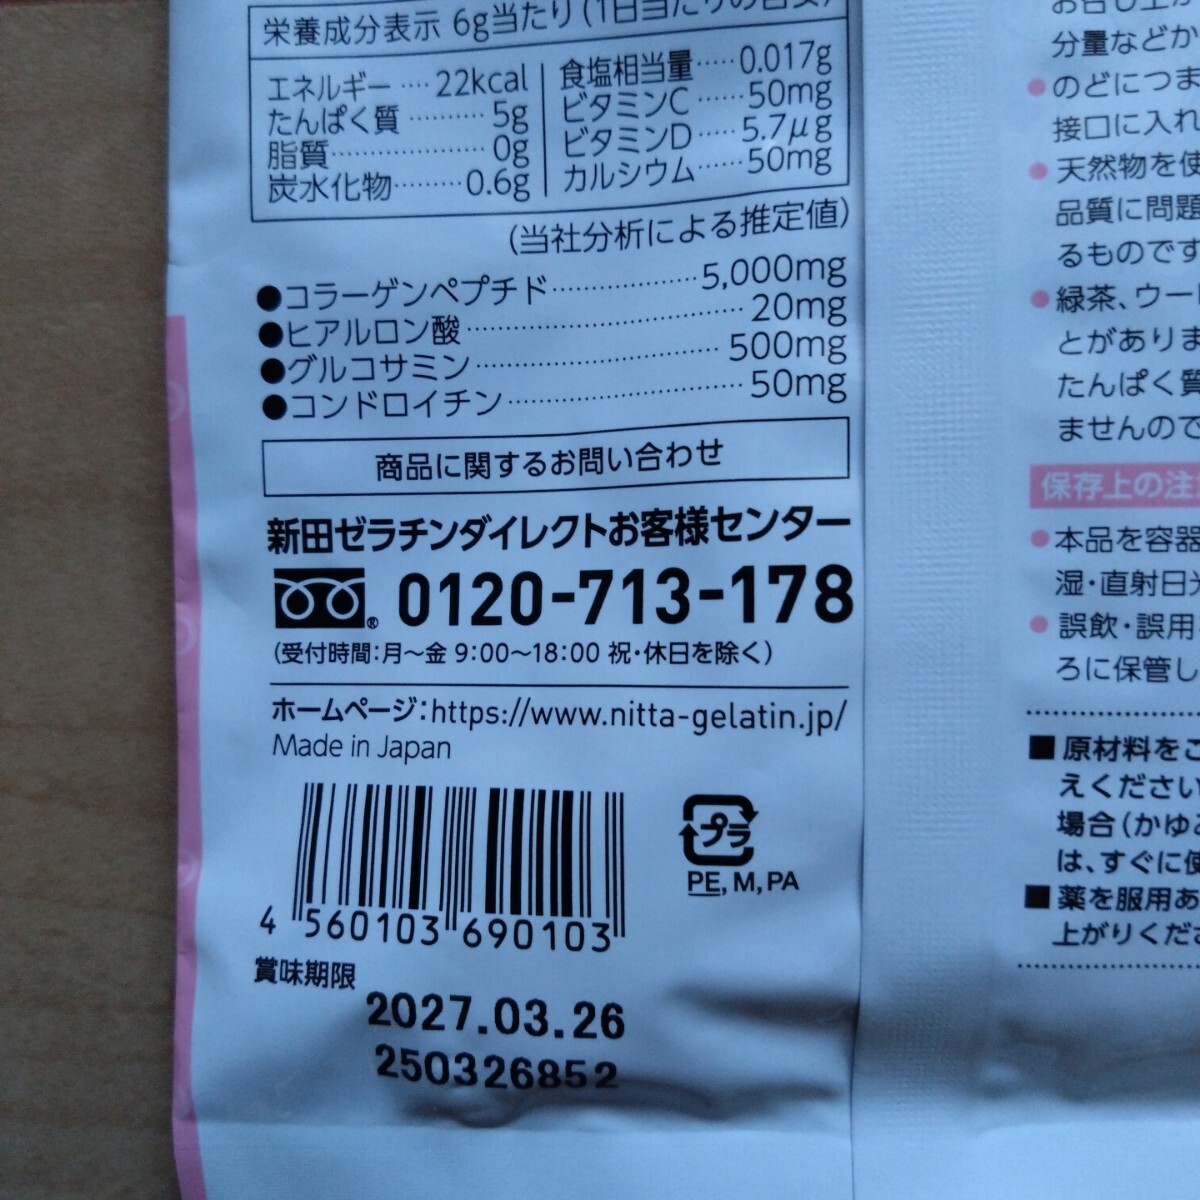 栄養成分表示 6g当たり(1日当たりの目安)
エネルギー 22kcal
たんぱく質 5g
脂質 0g
炭水化物 0.6g
食塩相当量 0.017g
ビタミンC 50mg
ビタミンD 5.7μg
カルシウム 50mg
(当社分析による推定値)
●コラーゲンペプチド 5,000mg
●ヒアルロン酸 20mg
●グルコサミン 500mg
●コンドロイチン 50mg
商品に関するお問い合わせ
新田ゼラチンダイレクトお客様センター
® 0120-713-178
(受付時間:月〜金 9:00〜18:00 祝・休日を除く)
ホームページ:https://www.nitta-gelatin.jp/
Made in Japan
プラ
PE, M, PA
4 560103 690103
賞味期限
2027.03.26
250326852
分量などか
●のどにつま
接口に入れ
●天然物を使
品質に問題
るものです
●緑茶、ウー
とがありま
たんぱく質
ませんので
保存上の注
●本品を容器
湿・直射日光
●誤飲・誤用
ろに保管し
■原材料をご
えください
場合(かゆみ
は、すぐに使
■薬を服用あ
上がりくださ